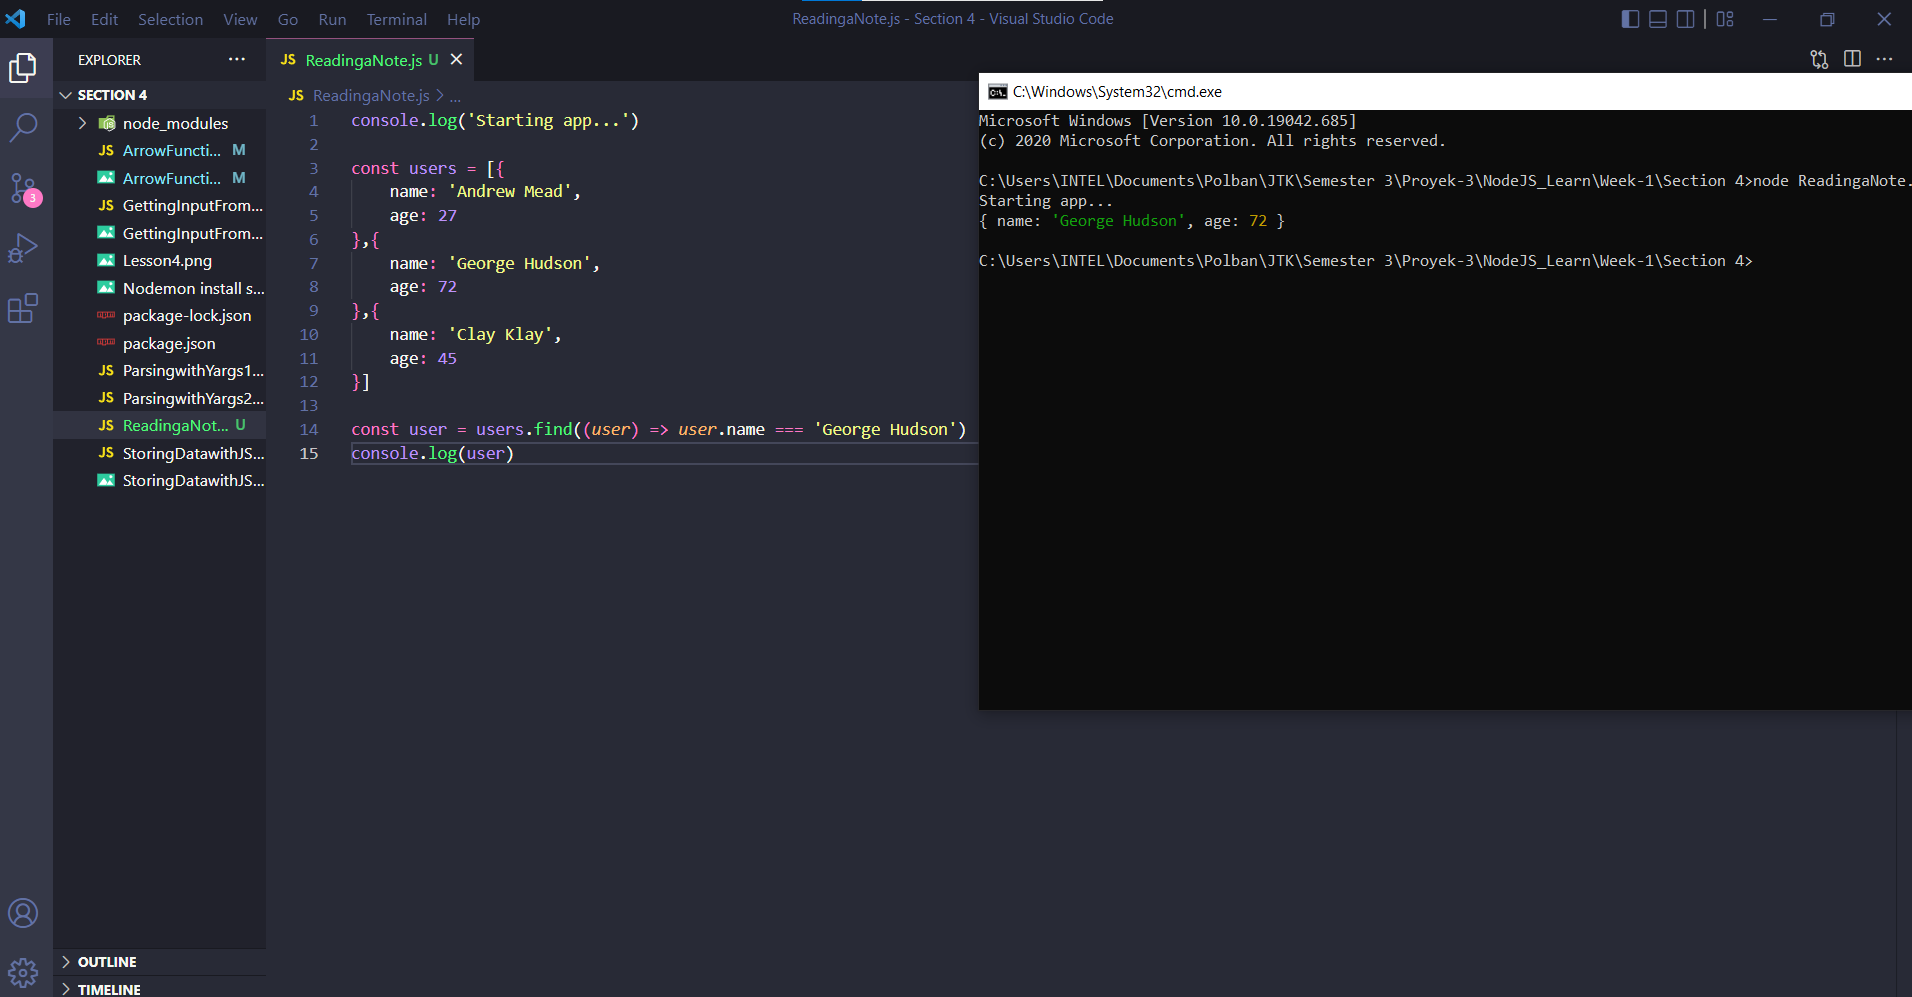 File Edit Selection View Go Run Terminal Help
ReadingaNote.js - Section 4 - Visual Studio Code
EXPLORER
SECTION 4
node_modules
JS ArrowFuncti... M
ArrowFuncti... M
JS GettingInputFrom...
GettingInputFrom...
Lesson4.png
Nodemon install s...
package-lock.json
package.json
JS ParsingwithYargs1...
JS ParsingwithYargs2...
JS ReadingaNot... U
JS StoringDatawithJS...
StoringDatawithJS...
3
OUTLINE
TIMELINE
JS ReadingaNote.js U
JS ReadingaNote.js > ...
1 console.log('Starting app...')
2
3 const users = [{
4 name: 'Andrew Mead',
5 age: 27
6 },{
7 name: 'George Hudson',
8 age: 72
9 },{
10 name: 'Clay Klay',
11 age: 45
12 }]
13
14 const user = users.find((user) => user.name === 'George Hudson')
15 console.log(user)
C:\Windows\System32\cmd.exe
Microsoft Windows [Version 10.0.19042.685]
(c) 2020 Microsoft Corporation. All rights reserved.
C:\Users\INTEL\Documents\Polban\JTK\Semester 3\Proyek-3\NodeJS_Learn\Week-1\Section 4>node ReadingaNote.
Starting app...
{ name: 'George Hudson', age: 72 }
C:\Users\INTEL\Documents\Polban\JTK\Semester 3\Proyek-3\NodeJS_Learn\Week-1\Section 4>